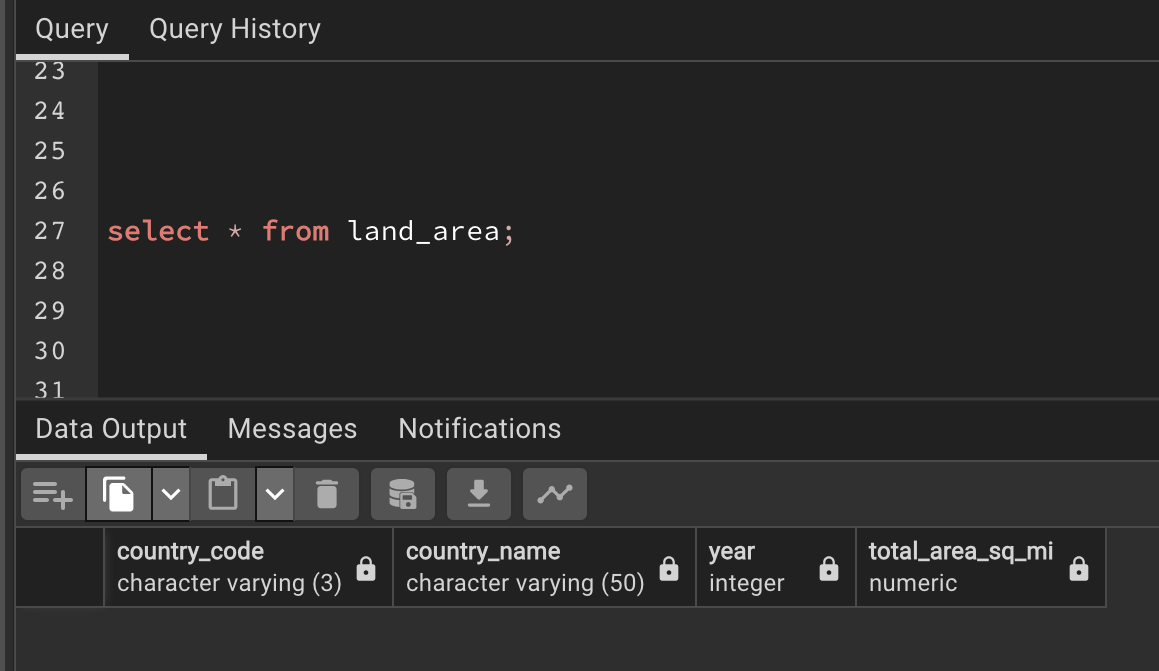 Query Query History
23
24
25
26
27 select * from land_area;
28
29
30
31
Data Output Messages Notifications
country_code country_name year total_area_sq_mi
character varying (3) character varying (50) integer numeric